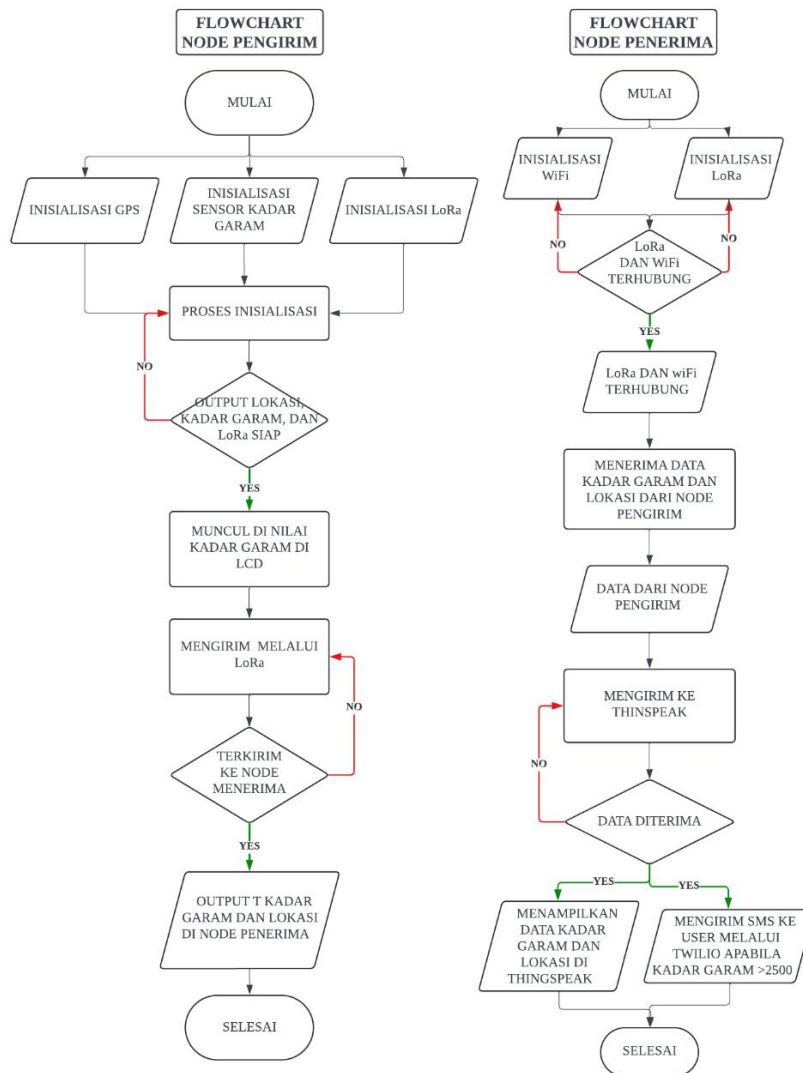 FLOWCHART
NODE PENGIRIM
MULAI
INISIALISASI GPS
INISIALISASI
SENSOR KADAR
GARAM
INISIALISASI LoRa
PROSES INISIALISASI
NO
OUTPUT LOKASI,
KADAR GARAM, DAN
LoRa SIAP
YES
MUNCUL DI NILAI
KADAR GARAM DI
LCD
MENGIRIM MELALUI
LoRa
NO
TERKIRIM
KE NODE
MENERIMA
YES
OUTPUT T KADAR
GARAM DAN LOKASI
DI NODE PENERIMA
SELESAI
FLOWCHART
NODE PENERIMA
MULAI
INISIALISASI
WiFi
INISIALISASI
LoRa
NO
LoRa
DAN WiFi
TERHUBUNG
NO
YES
LoRa DAN wiFi
TERHUBUNG
MENERIMA DATA
KADAR GARAM DAN
LOKASI DARI NODE
PENGIRIM
DATA DARI NODE
PENGIRIM
MENGIRIM KE
THINSPEAK
NO
DATA DITERIMA
YES
YES
MENAMPILKAN
DATA KADAR
GARAM DAN
LOKASI DI
THINGSPEAK
MENGIRIM SMS KE
USER MELALUI
TWILIO APABILA
KADAR GARAM >2500
SELESAI